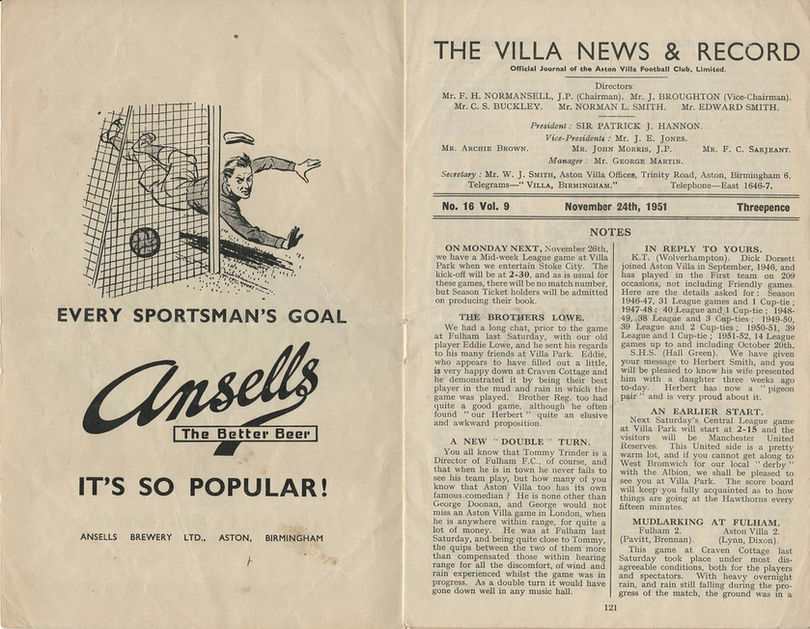 EVERY SPORTSMAN'S GOAL
Ansells
The Better Beer
IT'S SO POPULAR!
ANSELLS BREWERY LTD., ASTON, BIRMINGHAM
THE VILLA NEWS & RECORD
Official Journal of the Aston Villa Football Club, Limited.
Directors
Mr. F. H. NORMANSELL, J.P. (Chairman). Mr. J. BROUGHTON (Vice-Chairman).
Mr. C. S. BUCKLEY. Mr. NORMAN L. SMITH. Mr. EDWARD SMITH.
President: SIR PATRICK J. HANNON.
Vice-Presidents: Mr. J. E. JONES.
Mr. ARCHIE BROWN. Mr. JOHN MORRIS, J.P. Mr. F. C. SARJEANT.
Manager: Mr. GEORGE MARTIN.
Secretary: Mr. W. J. SMITH, Aston Villa Offices, Trinity Road, Aston, Birmingham 6.
Telegrams—"VILLA, BIRMINGHAM." Telephone—East 1646-7.
No. 16 Vol. 9 November 24th, 1951 Threepence
NOTES
ON MONDAY NEXT, November 26th,
we have a Mid-week League game at Villa
Park when we entertain Stoke City. The
kick-off will be at 2-30, and as is usual for
these games, there will be no match number,
but Season Ticket holders will be admitted
on producing their book.
THE BROTHERS LOWE.
We had a long chat, prior to the game
at Fulham last Saturday, with our old
player Eddie Lowe, and he sent his regards
to his many friends at Villa Park. Eddie,
who appears to have filled out a little,
is very happy down at Craven Cottage and
he demonstrated it by being their best
player in the mud and rain in which the
game was played. Brother Reg. too had
quite a good game, although he often
found "our Herbert" quite an elusive
and awkward proposition.
A NEW "DOUBLE" TURN.
You all know that Tommy Trinder is a
Director of Fulham F.C., of course, and
that when he is in town he never fails to
see his team play, but how many of you
know that Aston Villa too has its own
famous comedian? He is none other than
George Doonan, and George would not
miss an Aston Villa game in London, when
he is anywhere within range, for quite a
lot of money. He was at Fulham last
Saturday, and being quite close to Tommy,
the quips between the two of them more
than compensated those within hearing
range for all the discomfort, of wind and
rain experienced whilst the game was in
progress. As a double turn it would have
gone down well in any music hall.
IN REPLY TO YOURS.
K.T. (Wolverhampton). Dick Dorsett
joined Aston Villa in September, 1946, and
has played in the First team on 209
occasions, not including Friendly games.
Here are the details asked for: Season
1946-47, 31 League games and 1 Cup-tie;
1947-48; 40 League and 1 Cup-tie; 1948-
49, 38 League and 3 Cup-ties; 1949-50,
39 League and 2 Cup-ties; 1950-51, 39
League and 1 Cup-tie; 1951-52, 14 League
games up to and including October 20th.
S.H.S. (Hall Green). We have given
your message to Herbert Smith, and you
will be pleased to know his wife presented
him with a daughter three weeks ago
to-day. Herbert has now a "pigeon
pair" and is very proud about it.
AN EARLIER START.
Next Saturday's Central League game
at Villa Park will start at 2-15 and the
visitors will be Manchester United
Reserves. This United side is a pretty
warm lot, and if you cannot get along to
West Bromwich for our local "derby"
with the Albion, we shall be pleased to
see you at Villa Park. The score board
will keep you fully acquainted as to how
things are going at the Hawthorns every
fifteen minutes.
MUDLARKING AT FULHAM.
Fulham 2. Aston Villa 2.
(Pavitt, Brennan). (Lynn, Dixon).
This game at Craven Cottage last
Saturday took place under most dis-
agreeable conditions, both for the players
and spectators. With heavy overnight
rain, and rain still falling during the pro-
gress of the match, the ground was in a
121